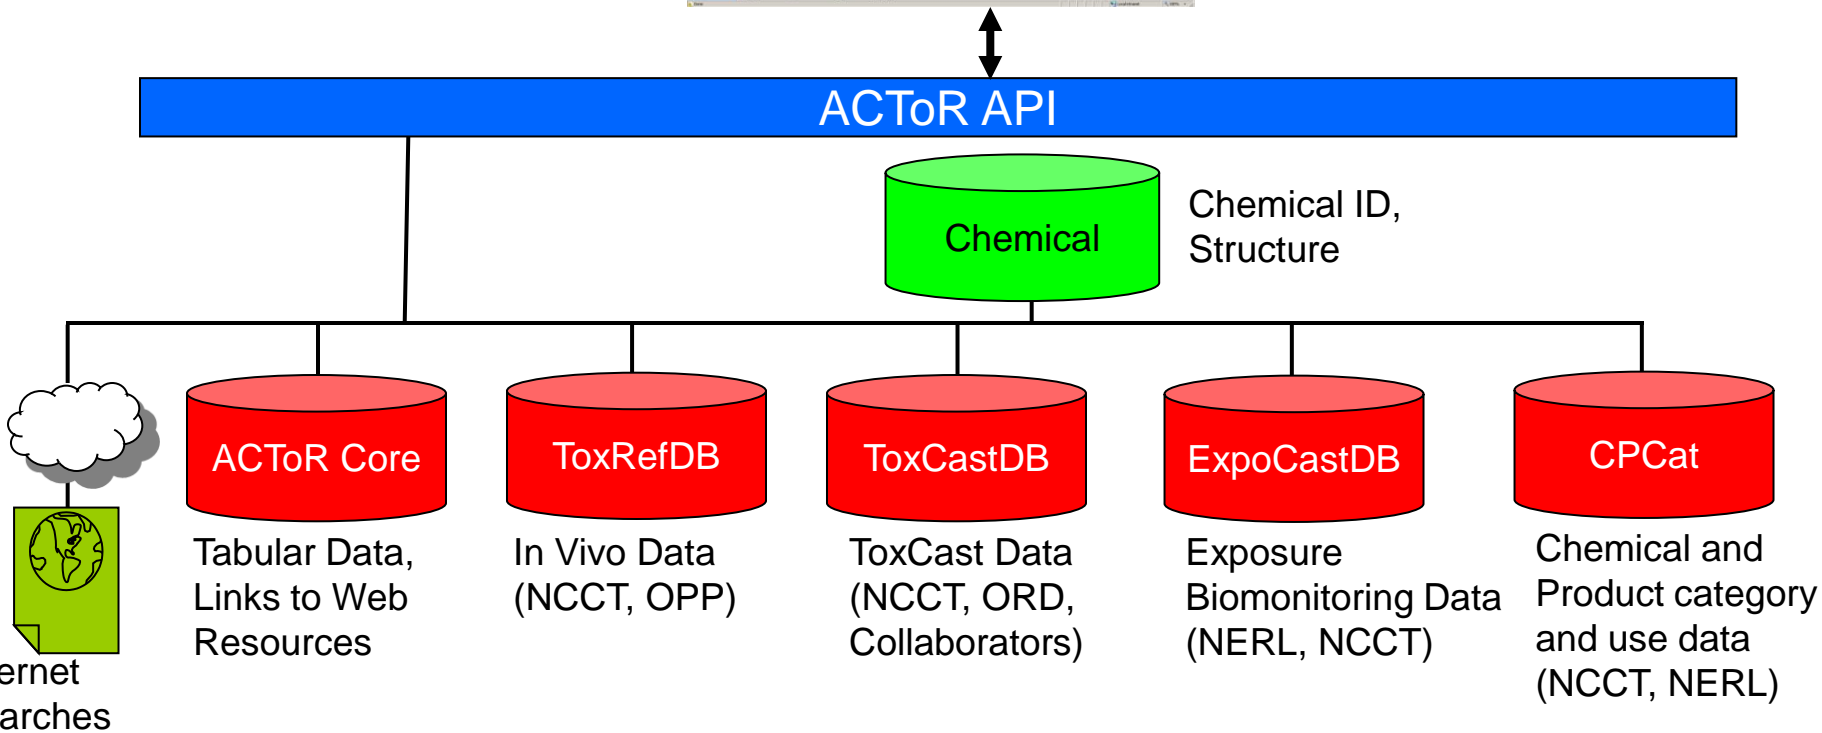 ACToR API
Chemical
Chemical ID,
Structure
ACToR Core
ToxRefDB
ToxCastDB
ExpoCastDB
CPCat
Tabular Data,
Links to Web
Resources
In Vivo Data
(NCCT, OPP)
ToxCast Data
(NCCT, ORD,
Collaborators)
Exposure
Biomonitoring Data
(NERL, NCCT)
Chemical and
Product category
and use data
(NCCT, NERL)
ernet
arches